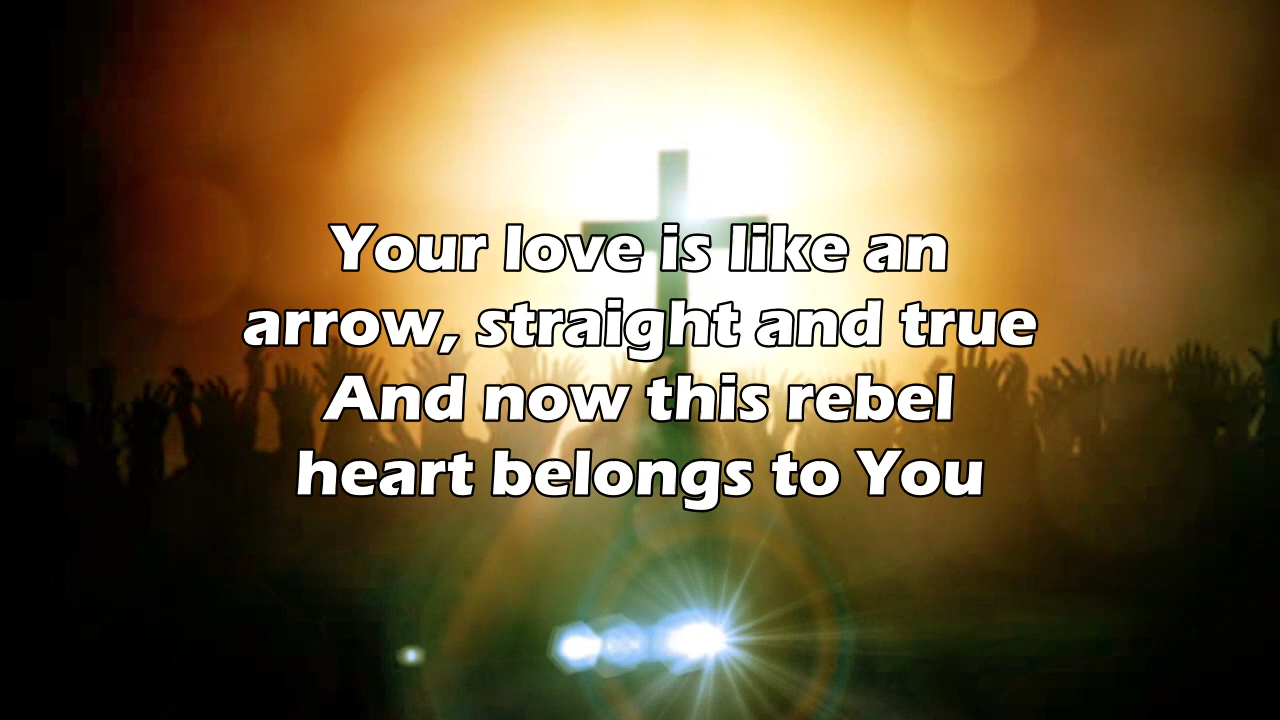 Your love is like an
arrow, straight and true
And now this rebel
heart belongs to You